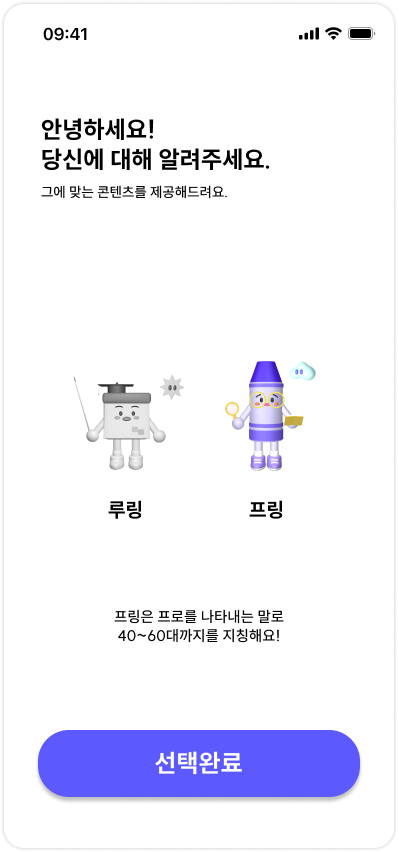 09:41
안녕하세요!
당신에 대해 알려주세요.
그에 맞는 콘텐츠를 제공해드려요.
루링
프링
프링은 프로를 나타내는 말로
40~60대까지를 지칭해요!
선택완료